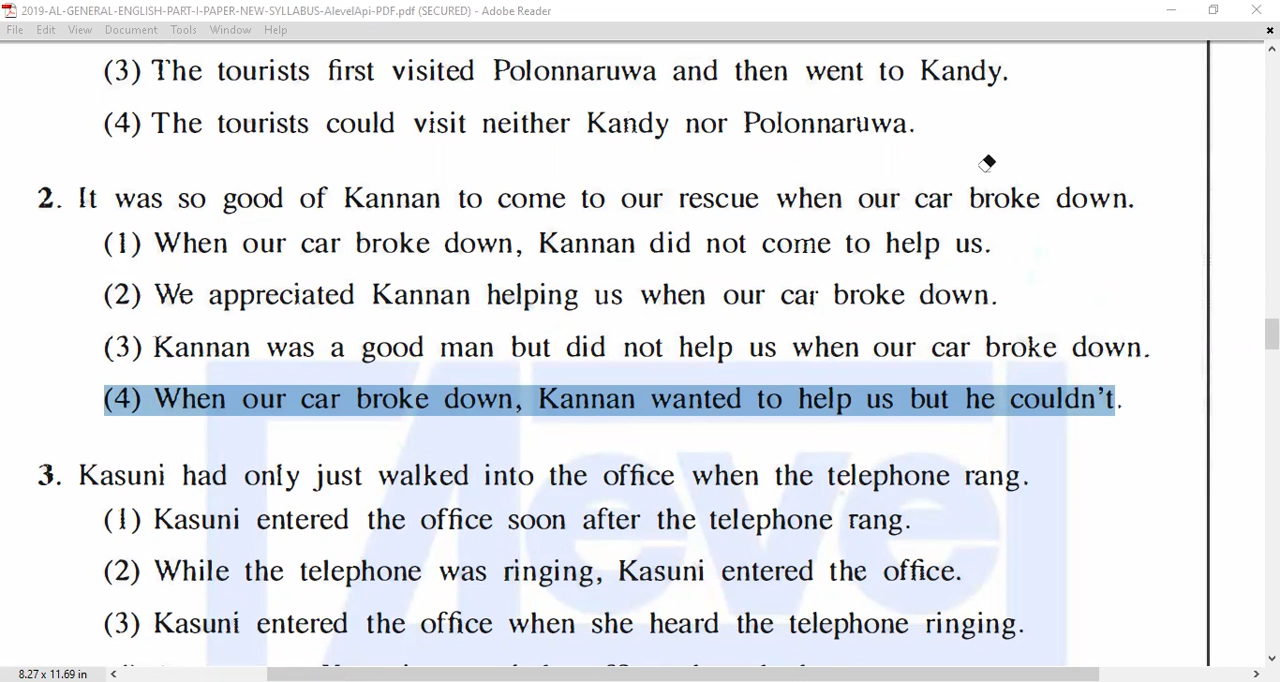 2019-AL-GENERAL-ENGLISH-PART-I-PAPER-NEW-SYLLABUS-AlevelApi-PDF.pdf (SECURED) - Adobe Reader
File Edit View Document Tools Window Help
(3) The tourists first visited Polonnaruwa and then went to Kandy.
(4) The tourists could visit neither Kandy nor Polonnaruwa.
2. It was so good of Kannan to come to our rescue when our car broke down.
(1) When our car broke down, Kannan did not come to help us.
(2) We appreciated Kannan helping us when our car broke down.
(3) Kannan was a good man but did not help us when our car broke down.
(4) When our car broke down, Kannan wanted to help us but he couldn't.
3. Kasuni had only just walked into the office when the telephone rang.
(1) Kasuni entered the office soon after the telephone rang.
(2) While the telephone was ringing, Kasuni entered the office.
(3) Kasuni entered the office when she heard the telephone ringing.
Alevel
8.27 x 11.69 in